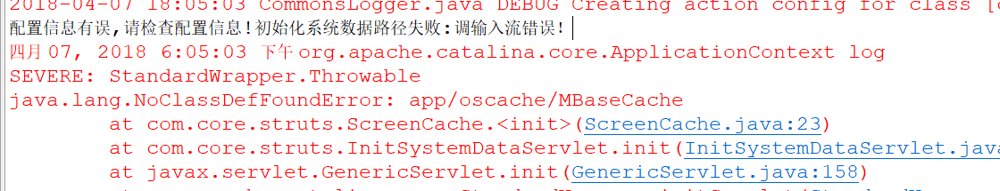 2018-04-07 18:05:03 CommonsLogger.java DEBUG Creating action config for class [
配置信息有误,请检查配置信息!初始化系统数据路径失败:调输入流错误!
四月 07, 2018 6:05:03 下午 org.apache.catalina.core.ApplicationContext log
SEVERE: StandardWrapper.Throwable
java.lang.NoClassDefFoundError: app/oscache/MBaseCache
at com.core.struts.ScreenCache.<init>(ScreenCache.java:23)
at com.core.struts.InitSystemDataServlet.init(InitSystemDataServlet.java
at javax.servlet.GenericServlet.init(GenericServlet.java:158)